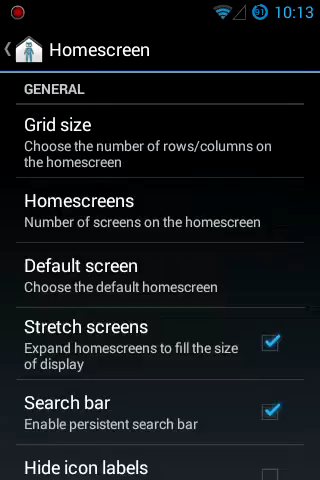 91 10:13
Homescreen
GENERAL
Grid size
Choose the number of rows/columns on
the homescreen
Homescreens
Number of screens on the homescreen
Default screen
Choose the default homescreen
Stretch screens
Expand homescreens to fill the size
of display
Search bar
Enable persistent search bar
Hide icon labels